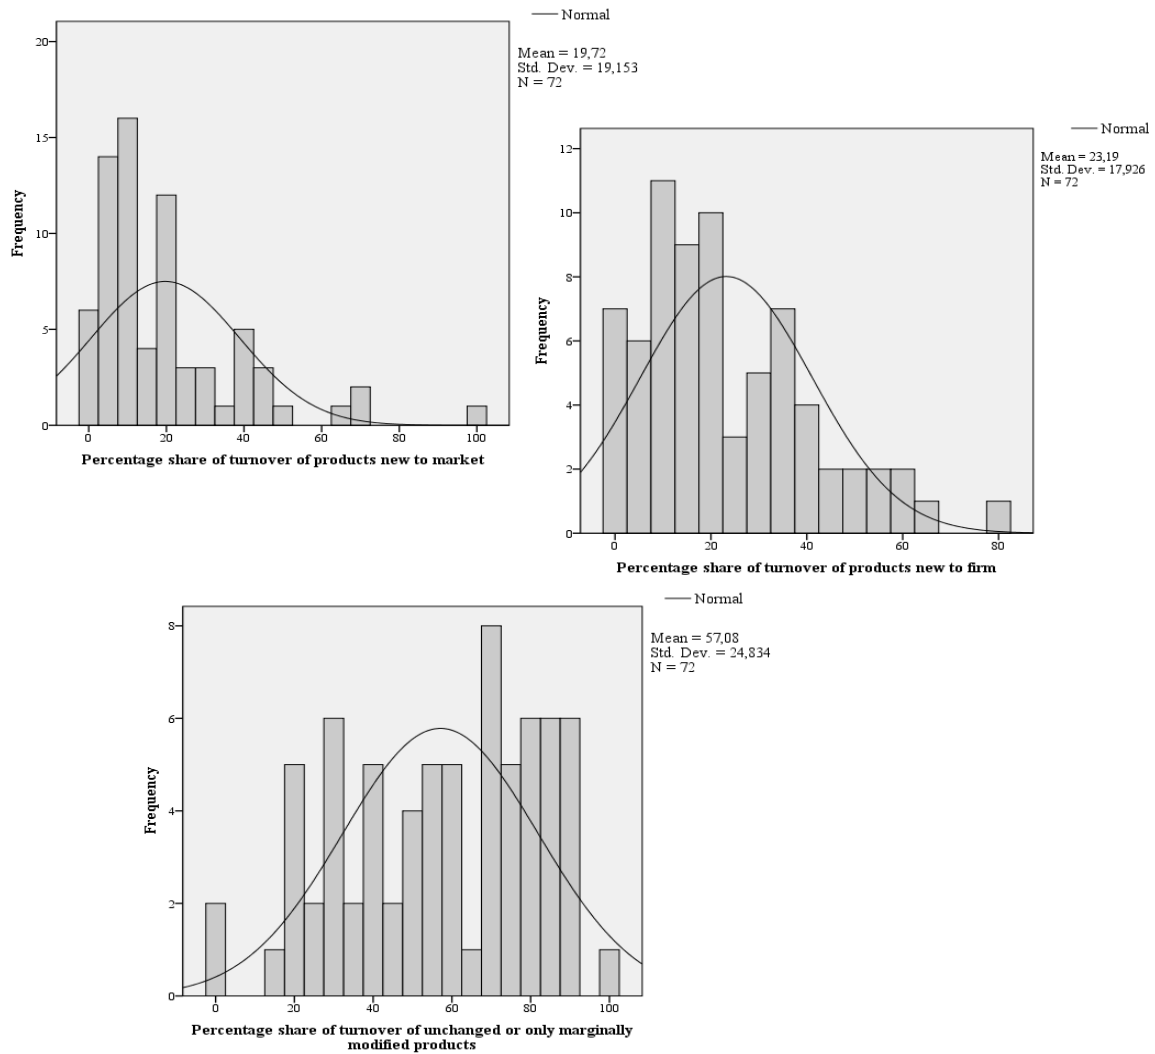 Normal
Mean = 19,72
Std. Dev. = 19,153
N = 72
20
15
10
5
0
Frequency
0 20 40 60 80 100
Percentage share of turnover of products new to market
Normal
Mean = 23,19
Std. Dev. = 17,926
N = 72
12
10
8
6
4
2
0
Frequency
0 20 40 60 80
Percentage share of turnover of products new to firm
Normal
Mean = 57,08
Std. Dev. = 24,834
N = 72
8
6
4
2
0
Frequency
0 20 40 60 80 100
Percentage share of turnover of unchanged or only marginally
modified products